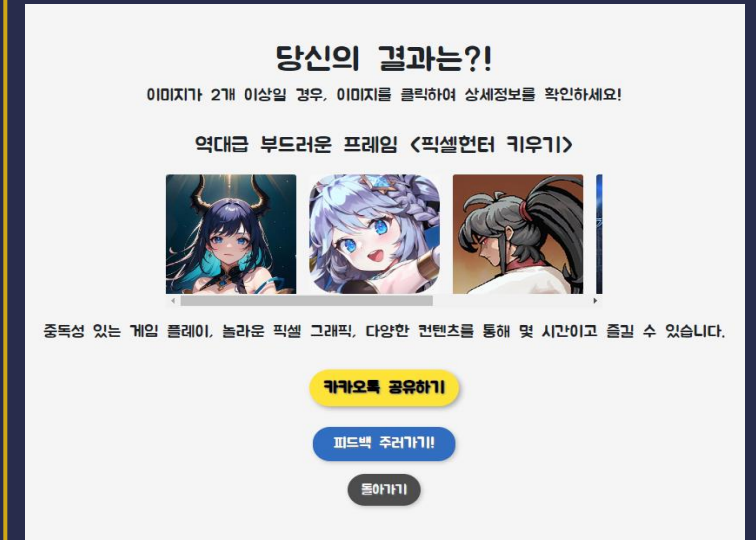 당신의 결과는?!
이미지가 2개 이상일 경우, 이미지를 클릭하여 상세정보를 확인하세요!
역대급 부드러운 프레임 <픽셀헌터 키우기>
중독성 있는 게임 플레이, 놀라운 픽셀 그래픽, 다양한 컨텐츠를 통해 몇 시간이고 즐길 수 있습니다.
카카오톡 공유하기
피드백 주러가기!
돌아가기